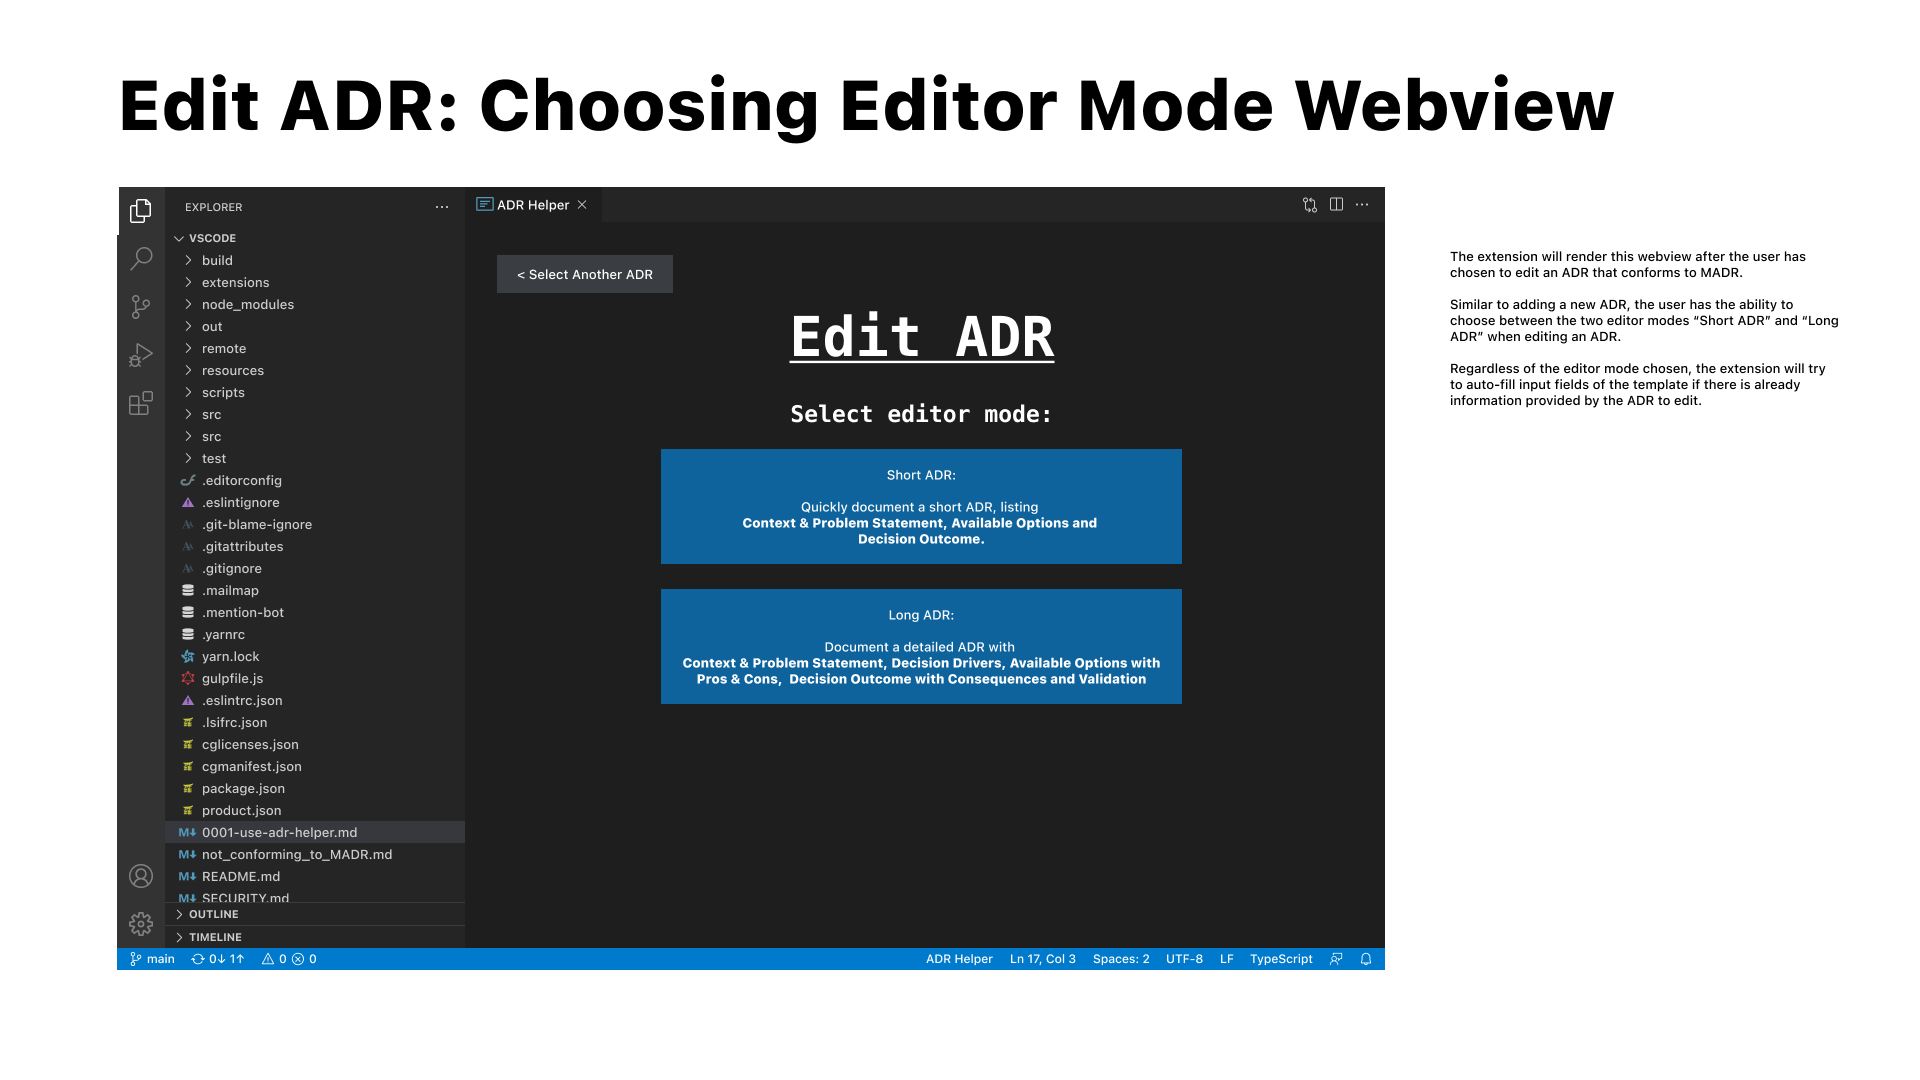 Edit ADR: Choosing Editor Mode Webview
EXPLORER
VSCODE
build
extensions
node_modules
out
remote
resources
scripts
src
src
test
.editorconfig
.eslintignore
.git-blame-ignore
.gitattributes
.gitignore
.mailmap
.mention-bot
.yarnrc
yarn.lock
gulpfile.js
.eslintrc.json
.lsifrc.json
cglicenses.json
cgmanifest.json
package.json
product.json
0001-use-adr-helper.md
not_conforming_to_MADR.md
README.md
SECURITY.md
OUTLINE
TIMELINE
ADR Helper
< Select Another ADR
Edit ADR
Select editor mode:
Short ADR:
Quickly document a short ADR, listing
Context & Problem Statement, Available Options and
Decision Outcome.
Long ADR:
Document a detailed ADR with
Context & Problem Statement, Decision Drivers, Available Options with
Pros & Cons, Decision Outcome with Consequences and Validation
main 0↓ 1↑ 0 0
ADR Helper Ln 17, Col 3 Spaces: 2 UTF-8 LF TypeScript
The extension will render this webview after the user has
chosen to edit an ADR that conforms to MADR.
Similar to adding a new ADR, the user has the ability to
choose between the two editor modes “Short ADR” and “Long
ADR” when editing an ADR.
Regardless of the editor mode chosen, the extension will try
to auto-fill input fields of the template if there is already
information provided by the ADR to edit.